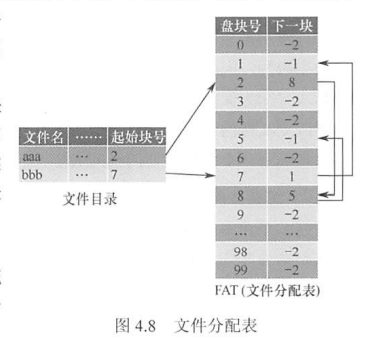 盘块号 下一块
0 -2
1 -1
2 8
3 -2
4 -2
5 -1
6 -2
7 1
8 5
9 -2
… …
98 -2
99 -2
FAT (文件分配表)
文件名 …… 起始块号
aaa … 2
bbb … 7
文件目录
图 4.8 文件分配表